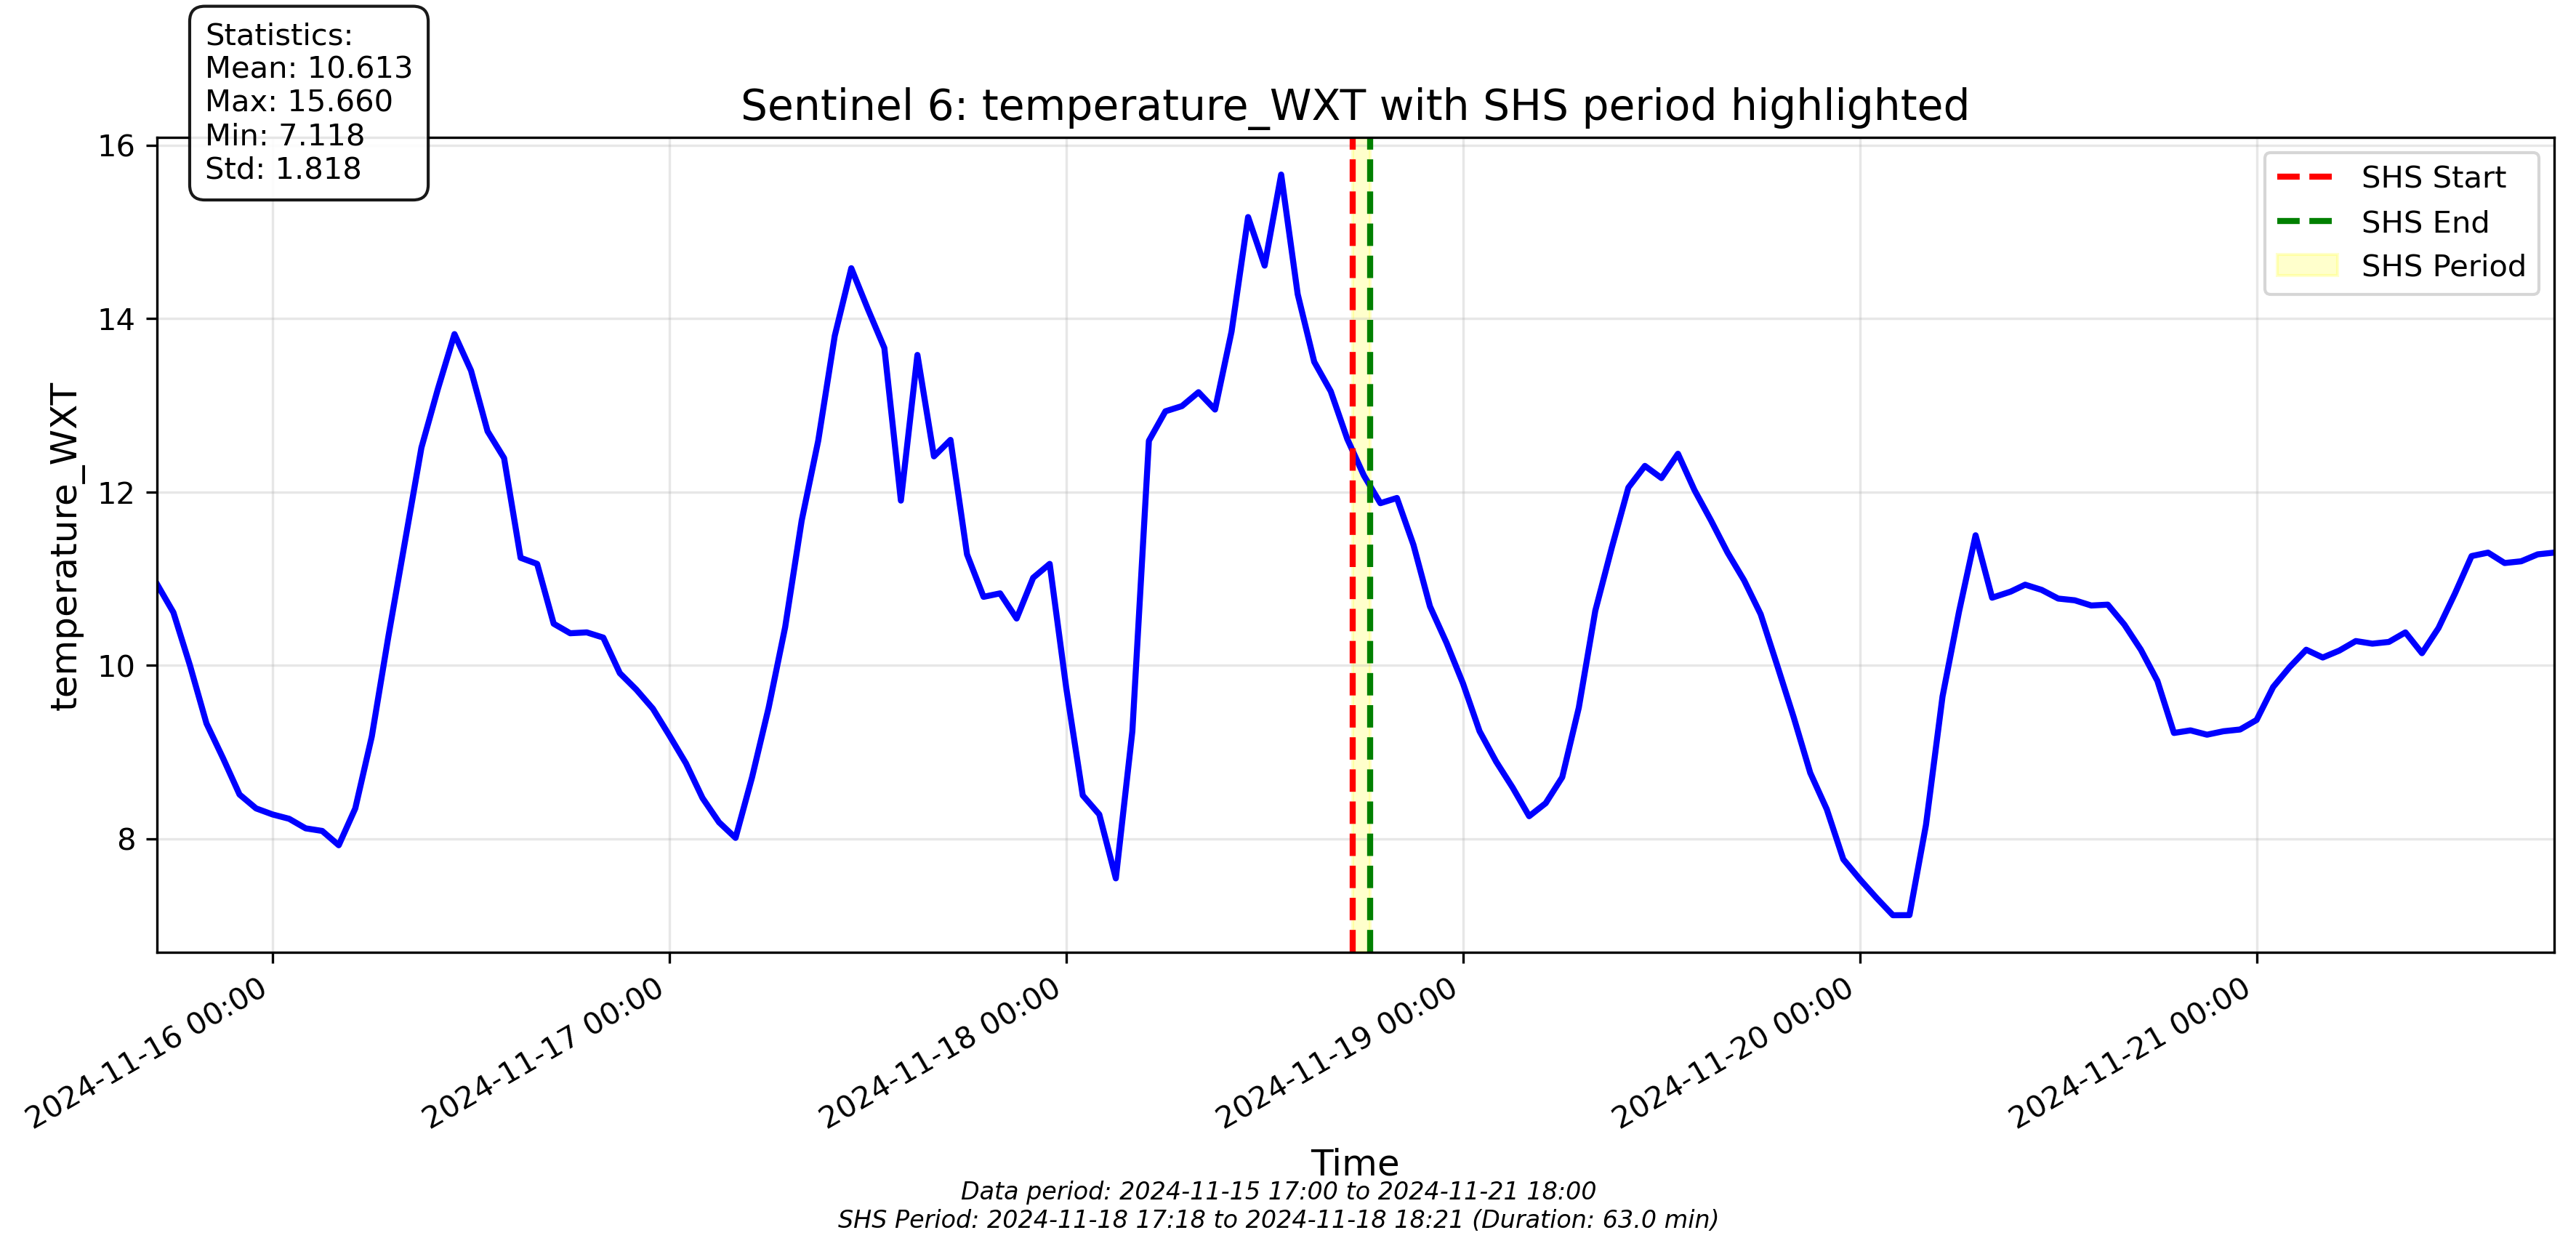 Statistics:
Mean: 10.613
Max: 15.660
Min: 7.118
Std: 1.818
Sentinel 6: temperature_WXT with SHS period highlighted
SHS Start
SHS End
SHS Period
temperature_WXT
16
14
12
10
8
2024-11-16 00:00
2024-11-17 00:00
2024-11-18 00:00
2024-11-19 00:00
2024-11-20 00:00
2024-11-21 00:00
Time
Data period: 2024-11-15 17:00 to 2024-11-21 18:00
SHS Period: 2024-11-18 17:18 to 2024-11-18 18:21 (Duration: 63.0 min)